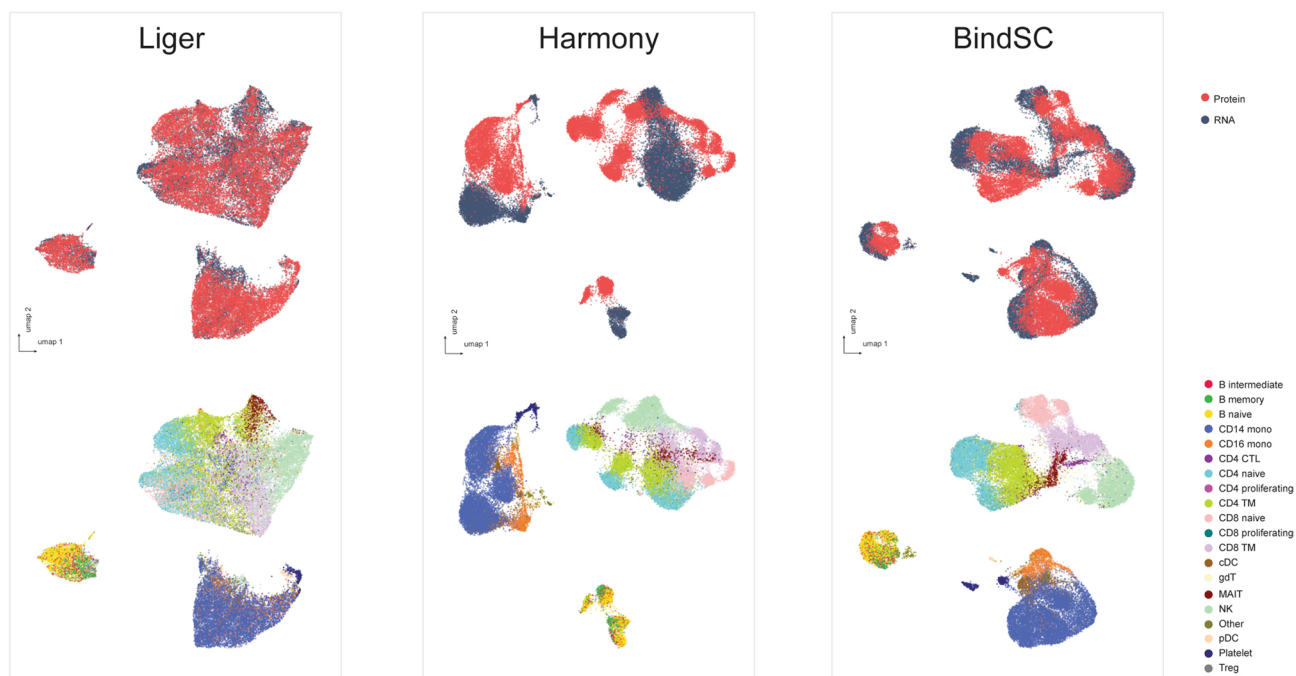 Liger
Harmony
BindSC
Protein
RNA
umap 2
umap 1
umap 2
umap 1
umap 2
umap 1
B intermediate
B memory
B naive
CD14 mono
CD16 mono
CD4 CTL
CD4 naive
CD4 proliferating
CD4 TM
CD8 naive
CD8 proliferating
CD8 TM
cDC
gdT
MAIT
NK
Other
pDC
Platelet
Treg